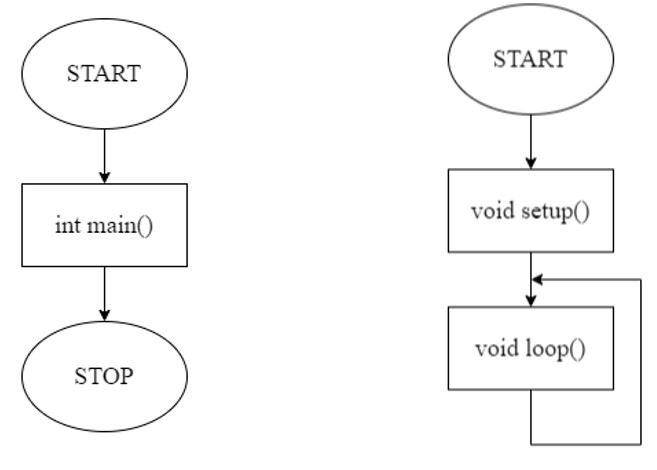 START
int main()
STOP
START
void setup()
void loop()